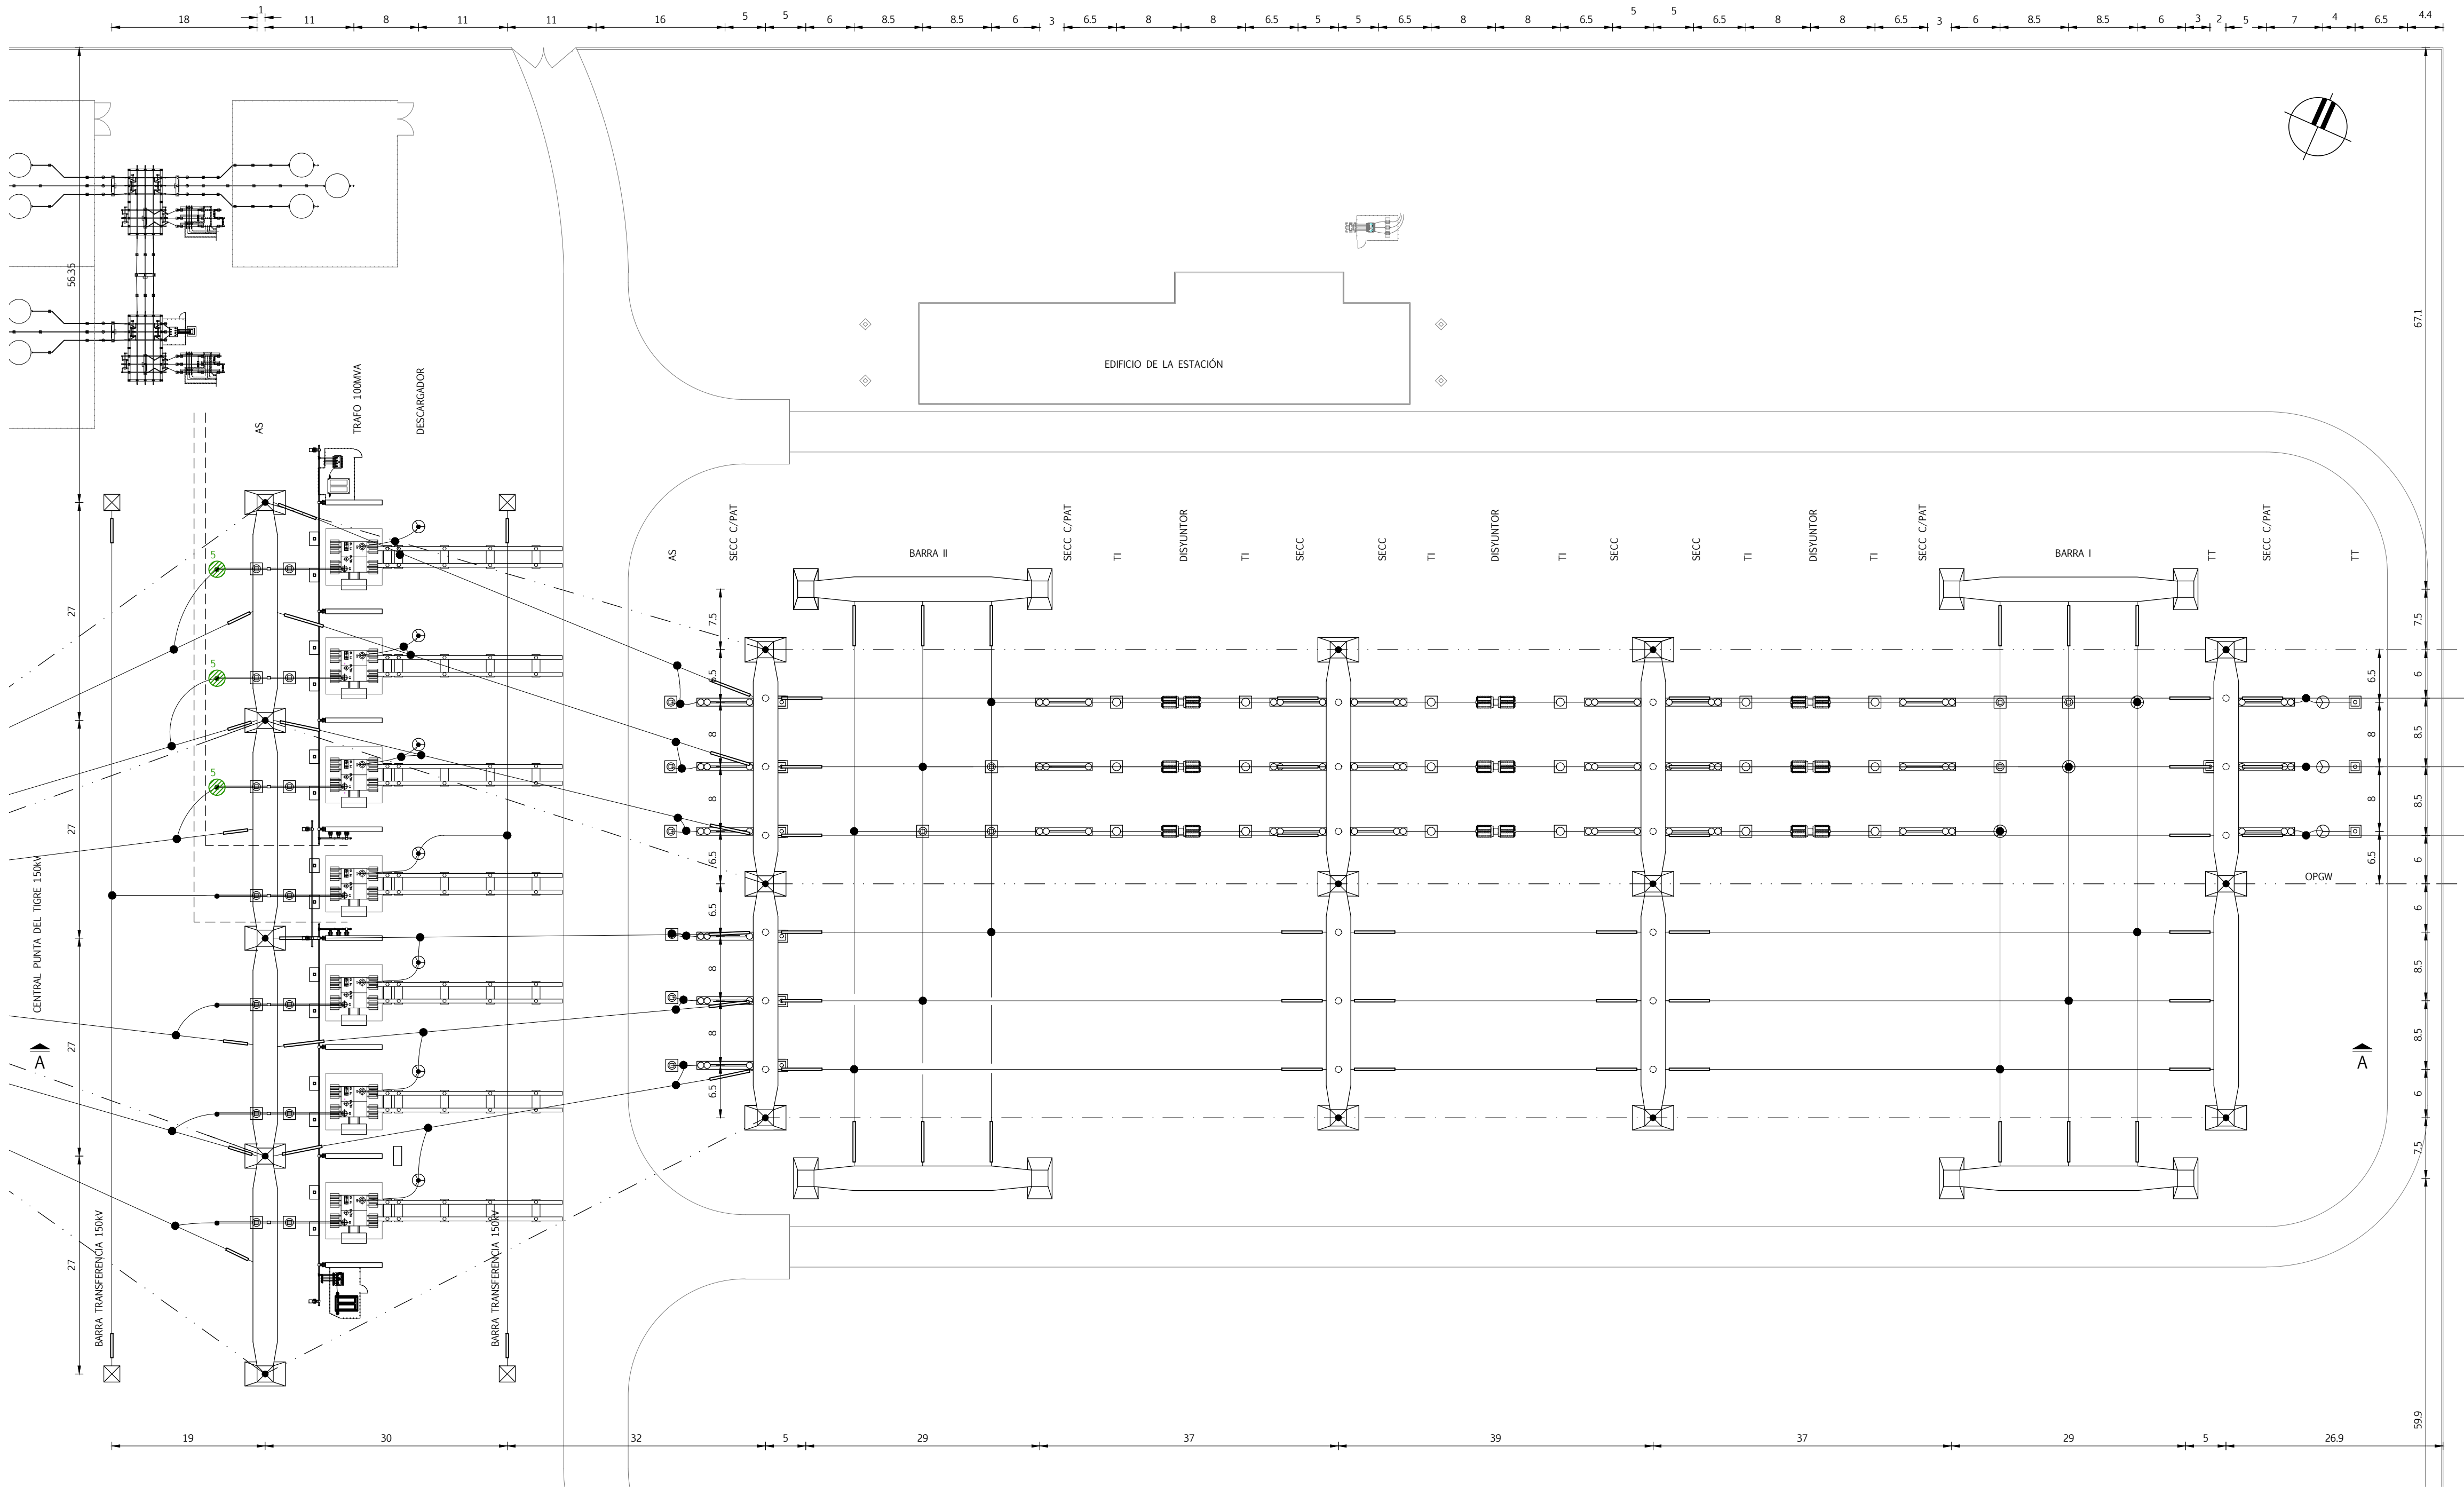 18
1
11
8
11
11
16
5
5
6
8.5
8.5
6
3
6.5
8
8
6.5
5
5
6.5
8
8
6.5
5
5
6.5
8
8
6.5
3
6
8.5
8.5
6
3
2
5
7
4
6.5
4.4
56.35
67.1
EDIFICIO DE LA ESTACIÓN
AS
TRAFO 100MVA
DESCARGADOR
AS
SECC C/PAT
BARRA II
SECC C/PAT
TI
DISYUNTOR
TI
SECC
SECC
TI
DISYUNTOR
TI
SECC
SECC
TI
DISYUNTOR
TI
SECC C/PAT
BARRA I
TT
SECC C/PAT
TT
5
5
5
27
27
27
27
7.5
6.5
8
8
6.5
6.5
8
8
6.5
6.5
8
8
6.5
7.5
6
8.5
8.5
6
6
8.5
8.5
6
7.5
59.9
OPGW
CENTRAL PUNTA DEL TIGRE 150kV
A
A
BARRA TRANSFERENCIA 150kV
BARRA TRANSFERENCIA 150kV
19
30
32
5
29
37
39
37
29
5
26.9